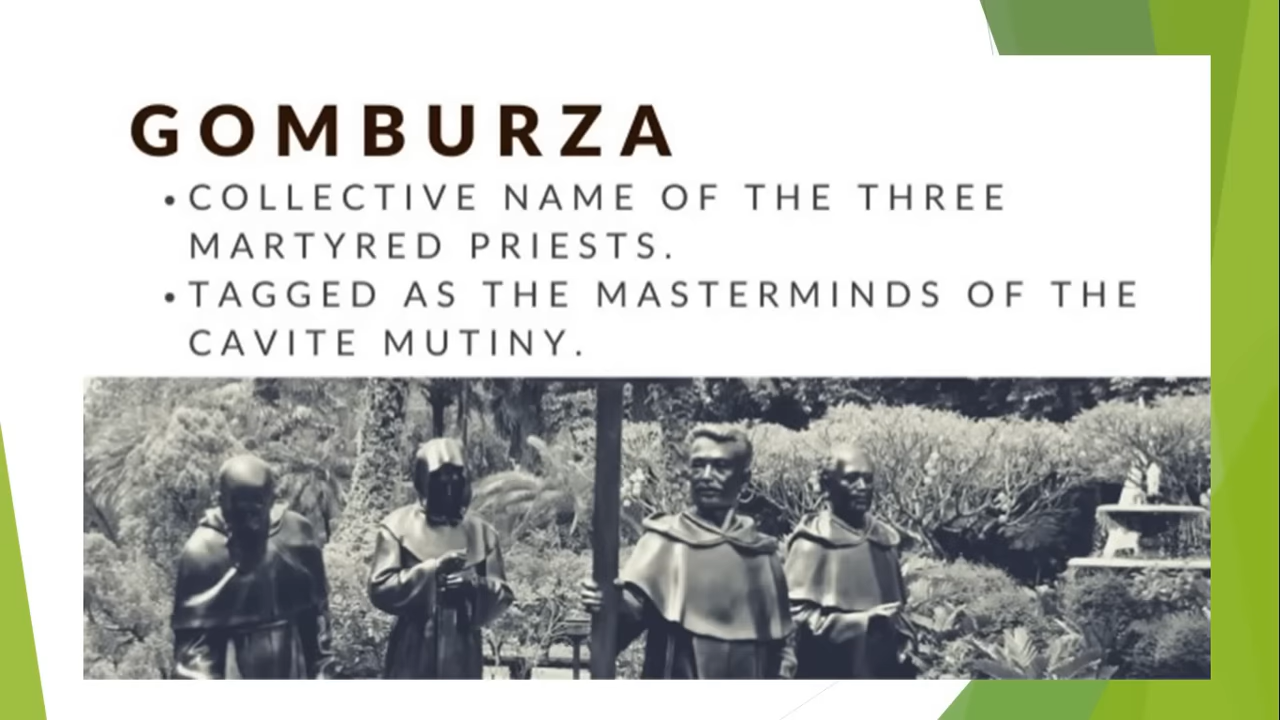 GOMBURZA
• COLLECTIVE NAME OF THE THREE
MARTYRED PRIESTS.
• TAGGED AS THE MASTERMINDS OF THE
CAVITE MUTINY.